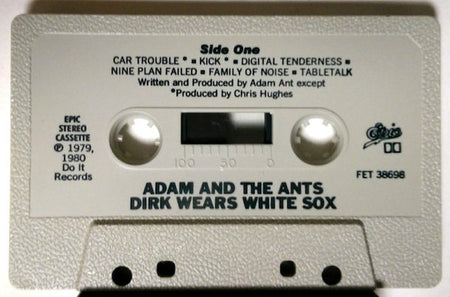 Side One
CAR TROUBLE * ▪ KICK * ▪ DIGITAL TENDERNESS ▪
NINE PLAN FAILED ▪ FAMILY OF NOISE ▪ TABLETALK
Written and Produced by Adam Ant except
*Produced by Chris Hughes
EPIC
STEREO
CASSETTE
℗ 1979,
1980
Do It
Records
100 50 0
Epic
FET 38698
ADAM AND THE ANTS
DIRK WEARS WHITE SOX